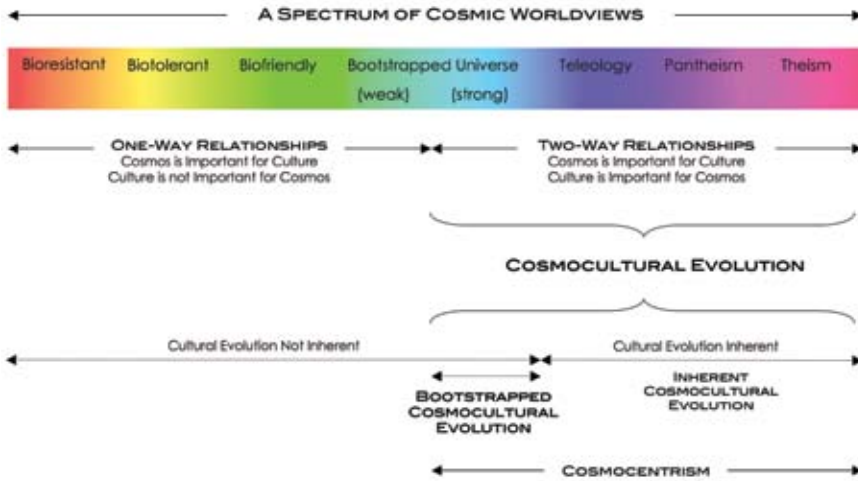 A SPECTRUM OF COSMIC WORLDVIEWS
Bioresistant Biotolerant Biofriendly Bootstrapped Universe Teleology Pantheism Theism
(weak) (strong)
ONE-WAY RELATIONSHIPS TWO-WAY RELATIONSHIPS
Cosmos is Important for Culture Cosmos is Important for Culture
Culture is not Important for Cosmos Culture is Important for Cosmos
COSMOCULTURAL EVOLUTION
Cultural Evolution Not Inherent Cultural Evolution Inherent
BOOTSTRAPPED INHERENT
COSMOCULTURAL COSMOCULTURAL
EVOLUTION EVOLUTION
COSMOCENTRISM